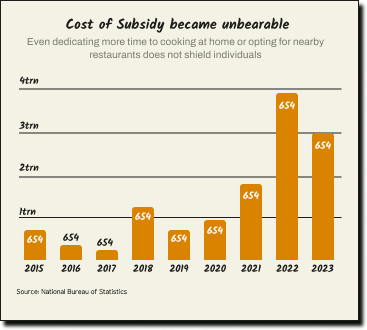 Cost of Subsidy became unbearable
Even dedicating more time to cooking at home or opting for nearby
restaurants does not shield individuals
4trn
3trn
2trn
1trn
654
654
654
654
654
654
654
654
654
2015 2016 2017 2018 2019 2020 2021 2022 2023
Source: National Bureau of Statistics